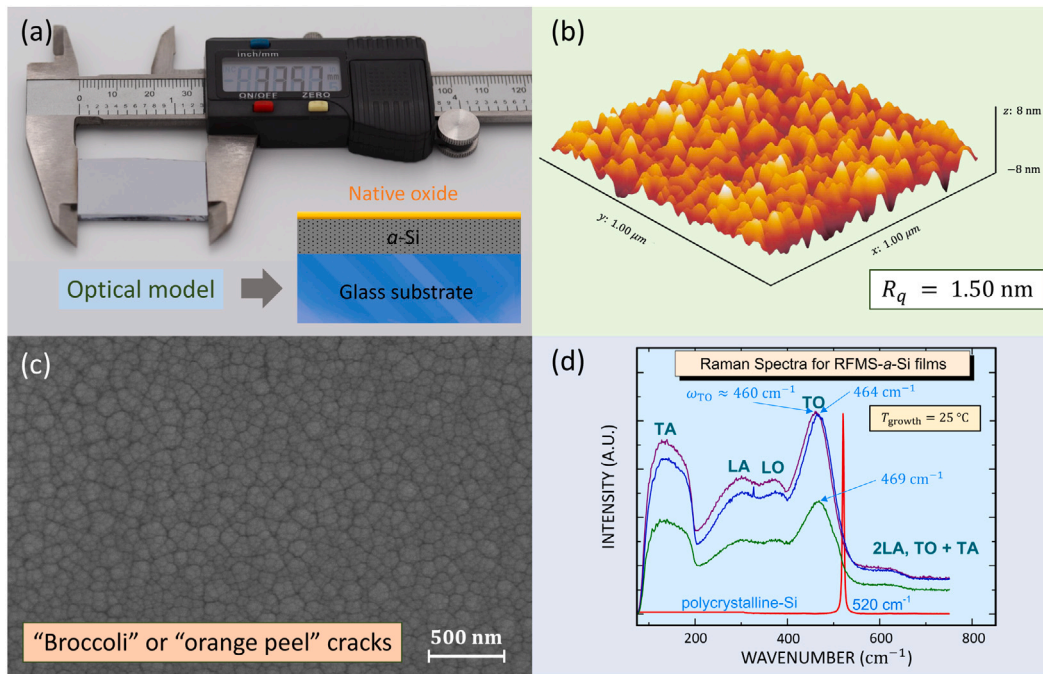 (a)
inch/mm
mm
ON/OFF
ZERO
Native oxide
a-Si
Optical model
Glass substrate
(b)
z: 8 nm
−8 nm
y: 1.00 μm
x: 1.00 μm
R_q = 1.50 nm
(c)
"Broccoli" or "orange peel" cracks
500 nm
(d)
Raman Spectra for RFMS-a-Si films
ω_TO ≈ 460 cm⁻¹
TO
464 cm⁻¹
T_growth = 25 °C
TA
LA
LO
469 cm⁻¹
2LA, TO + TA
polycrystalline-Si
520 cm⁻¹
INTENSITY (A.U.)
200
400
600
800
WAVENUMBER (cm⁻¹)